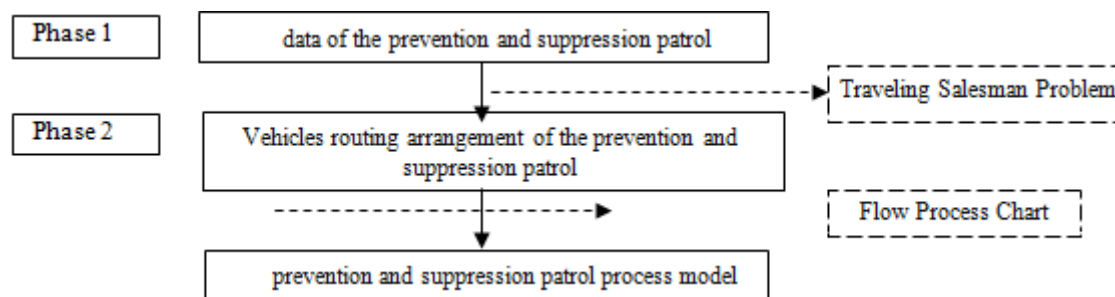 Phase 1
data of the prevention and suppression patrol
Traveling Salesman Problem
Phase 2
Vehicles routing arrangement of the prevention and
suppression patrol
Flow Process Chart
prevention and suppression patrol process model